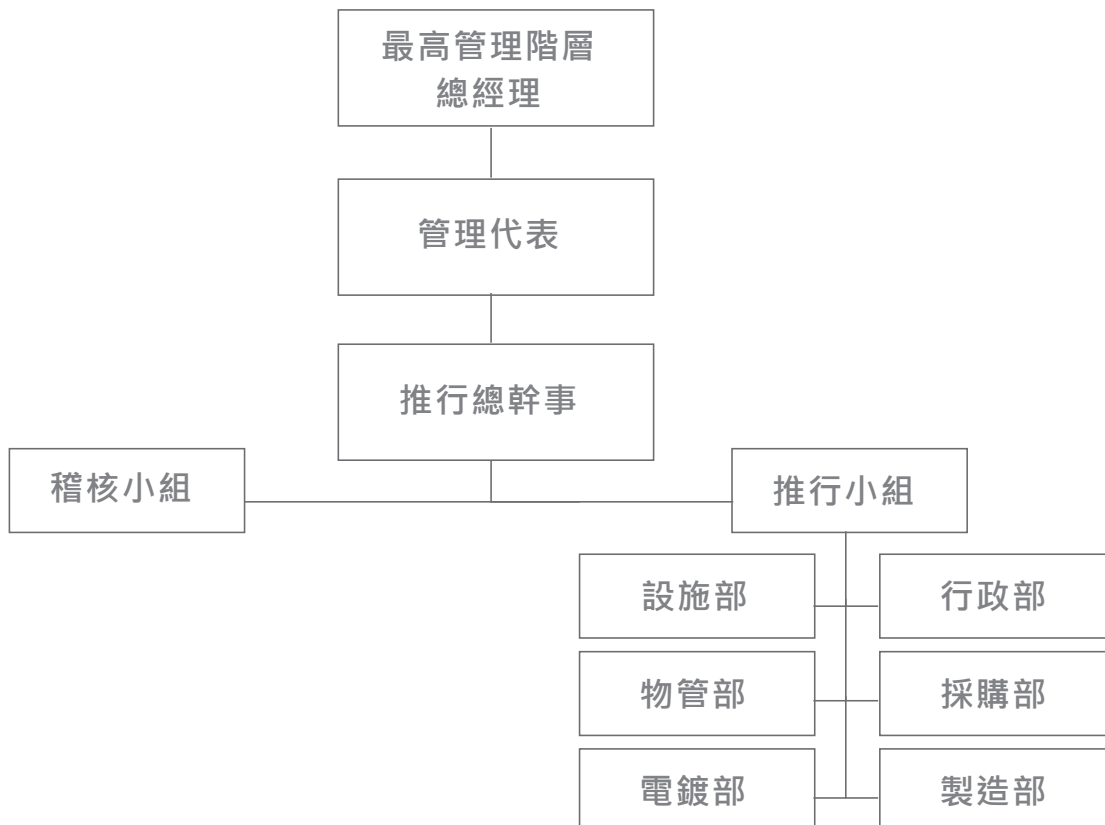 最高管理階層
總經理
管理代表
推行總幹事
稽核小組
推行小組
設施部
行政部
物管部
採購部
電鍍部
製造部